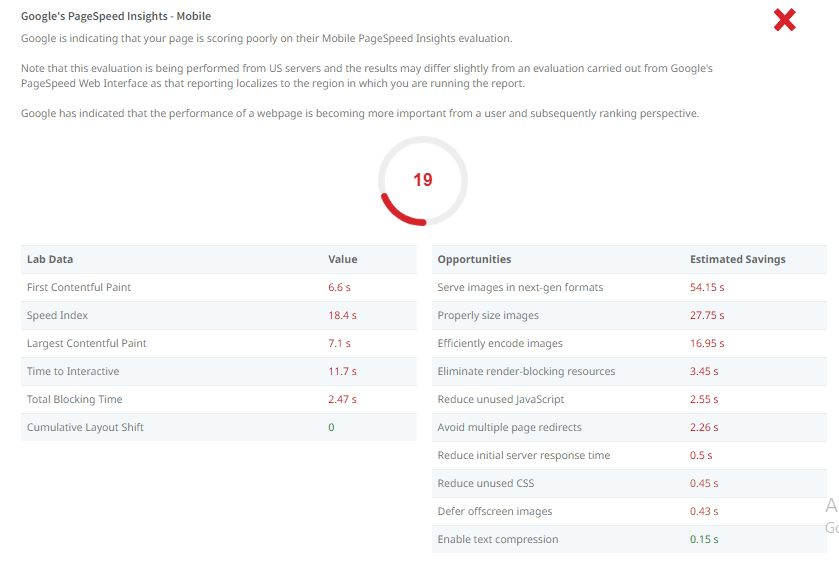 Google's PageSpeed Insights - Mobile
Google is indicating that your page is scoring poorly on their Mobile PageSpeed Insights evaluation.
Note that this evaluation is being performed from US servers and the results may differ slightly from an evaluation carried out from Google's
PageSpeed Web Interface as that reporting localizes to the region in which you are running the report.
Google has indicated that the performance of a webpage is becoming more important from a user and subsequently ranking perspective.
19
Lab Data Value
First Contentful Paint 6.6 s
Speed Index 18.4 s
Largest Contentful Paint 7.1 s
Time to Interactive 11.7 s
Total Blocking Time 2.47 s
Cumulative Layout Shift 0
Opportunities Estimated Savings
Serve images in next-gen formats 54.15 s
Properly size images 27.75 s
Efficiently encode images 16.95 s
Eliminate render-blocking resources 3.45 s
Reduce unused JavaScript 2.55 s
Avoid multiple page redirects 2.26 s
Reduce initial server response time 0.5 s
Reduce unused CSS 0.45 s
Defer offscreen images 0.43 s
Enable text compression 0.15 s